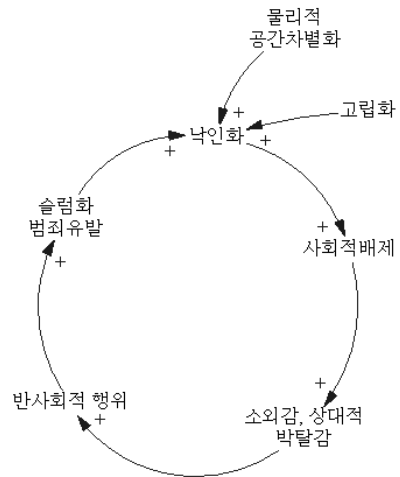 물리적
공간차별화
고립화
+
낙인화
+
+
슬럼화
범죄유발
+
+
사회적배제
+
반사회적 행위
+
소외감, 상대적
박탈감